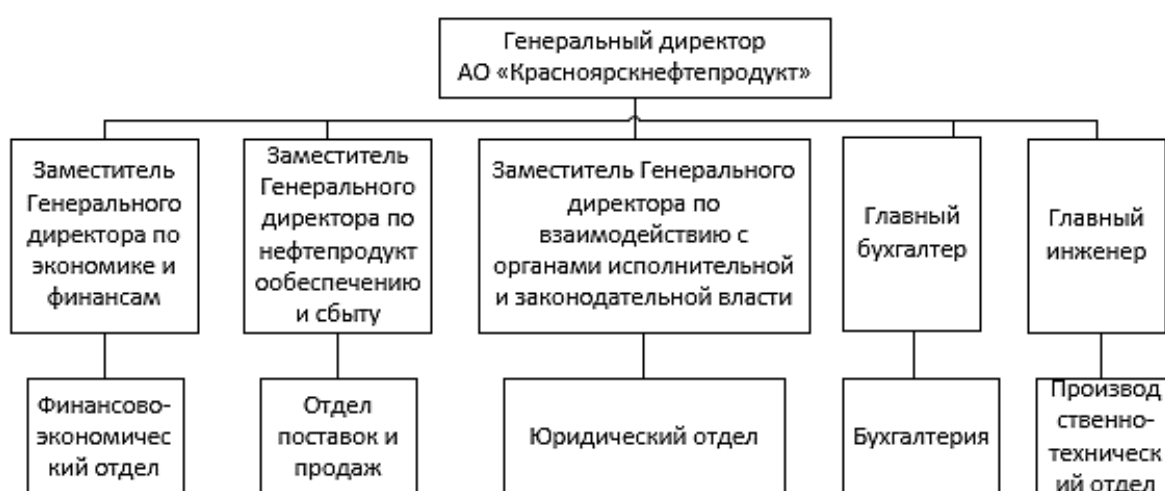 Генеральный директор
АО «Красноярскнефтепродукт»
Заместитель
Генерального
директора по
экономике и
финансам
Заместитель
Генерального
директора по
нефтепродукт
ообеспечению
и сбыту
Заместитель Генерального
директора по
взаимодействию с
органами исполнительной
и законодательной власти
Главный
бухгалтер
Главный
инженер
Финансово-
экономичес
кий отдел
Отдел
поставок и
продаж
Юридический отдел
Бухгалтерия
Производ
ственно-
техническ
ий отдел